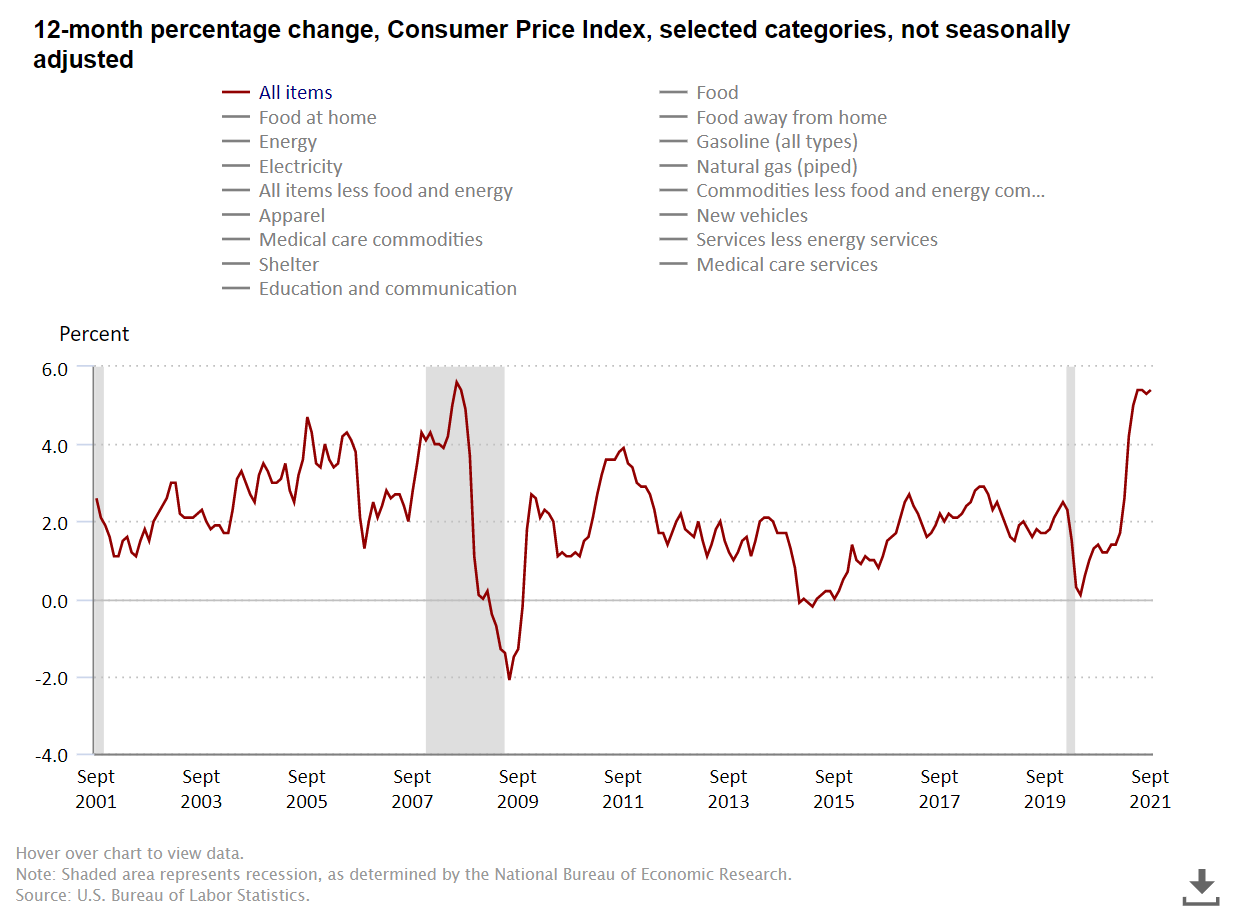 12-month percentage change, Consumer Price Index, selected categories, not seasonally
adjusted
All items
Food
Food at home
Food away from home
Energy
Gasoline (all types)
Electricity
Natural gas (piped)
All items less food and energy
Commodities less food and energy com...
Apparel
New vehicles
Medical care commodities
Services less energy services
Shelter
Medical care services
Education and communication
Percent
6.0
4.0
2.0
0.0
-2.0
-4.0
Sept Sept Sept Sept Sept Sept Sept Sept Sept Sept Sept
2001 2003 2005 2007 2009 2011 2013 2015 2017 2019 2021
Hover over chart to view data.
Note: Shaded area represents recession, as determined by the National Bureau of Economic Research.
Source: U.S. Bureau of Labor Statistics.